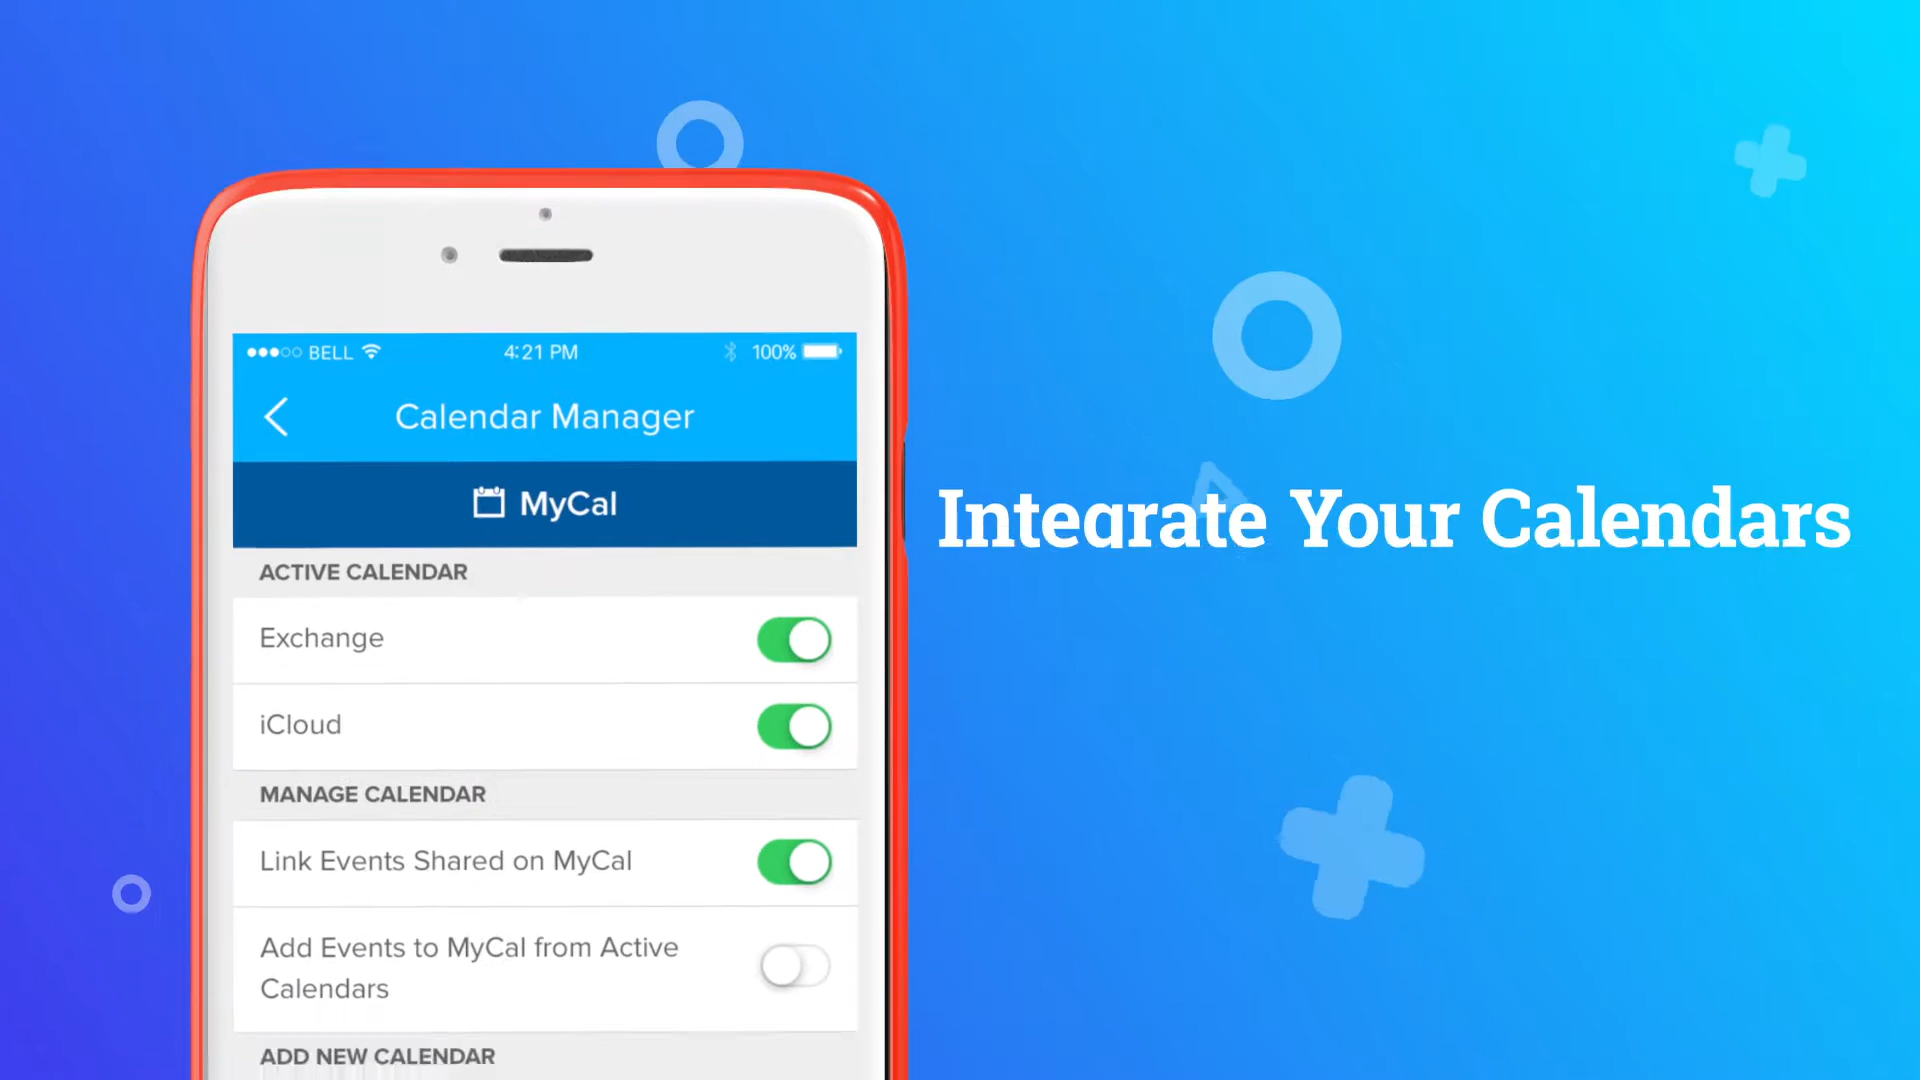 BELL 4:21 PM 100%
Calendar Manager
MyCal
Integrate Your Calendars
ACTIVE CALENDAR
Exchange
iCloud
MANAGE CALENDAR
Link Events Shared on MyCal
Add Events to MyCal from Active
Calendars
ADD NEW CALENDAR